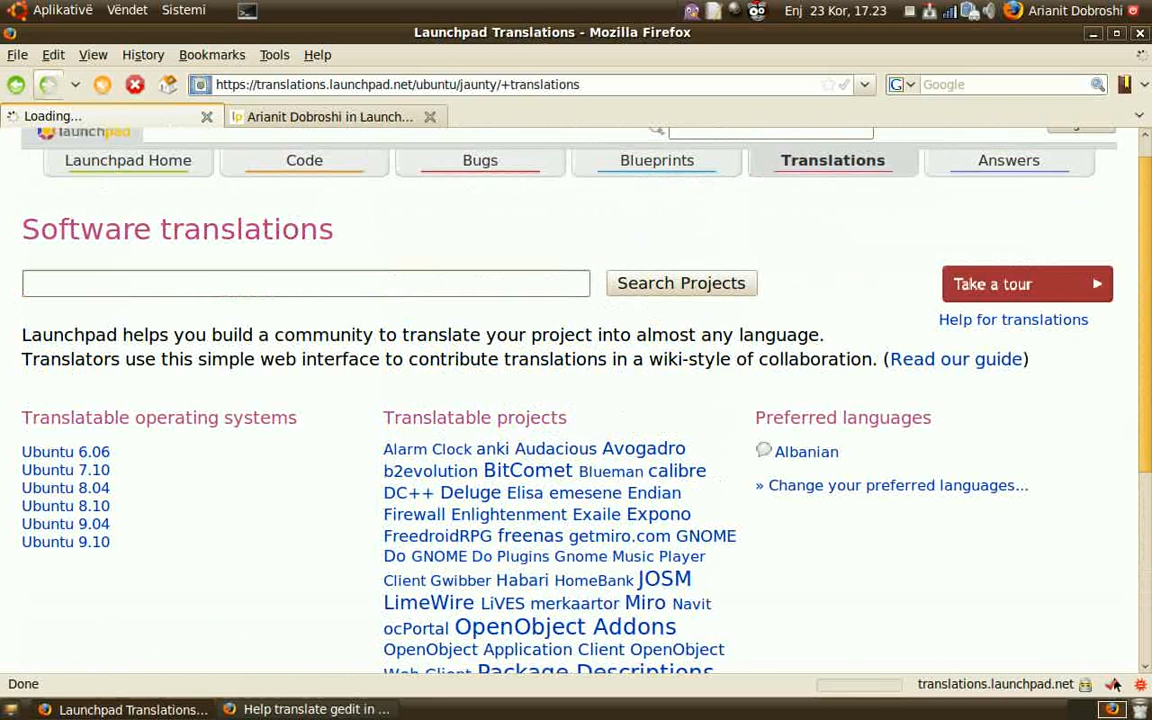 Aplikativë Vëndet Sistemi Enj 23 Kor, 17.23 Arianit Dobroshi
Launchpad Translations - Mozilla Firefox
File Edit View History Bookmarks Tools Help
https://translations.launchpad.net/ubuntu/jaunty/+translations Google
Loading... Arianit Dobroshi in Launch...
launchpad
Launchpad Home Code Bugs Blueprints Translations Answers
Software translations
Search Projects Take a tour
Help for translations
Launchpad helps you build a community to translate your project into almost any language.
Translators use this simple web interface to contribute translations in a wiki-style of collaboration. (Read our guide)
Translatable operating systems
Ubuntu 6.06
Ubuntu 7.10
Ubuntu 8.04
Ubuntu 8.10
Ubuntu 9.04
Ubuntu 9.10
Translatable projects
Alarm Clock anki Audacious Avogadro
b2evolution BitComet Blueman calibre
DC++ Deluge Elisa emesene Endian
Firewall Enlightenment Exaile Expono
FreedroidRPG freenas getmiro.com GNOME
Do GNOME Do Plugins Gnome Music Player
Client Gwibber Habari HomeBank JOSM
LimeWire LiVES merkaartor Miro Navit
ocPortal OpenObject Addons
OpenObject Application Client OpenObject
Web Client Package Descriptions
Preferred languages
Albanian
» Change your preferred languages...
Done translations.launchpad.net
Launchpad Translations... Help translate gedit in ...